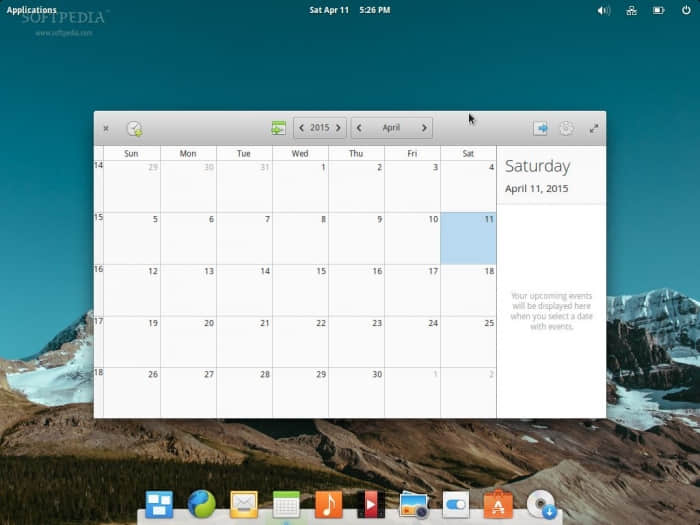 Applications
Sat Apr 11 5:26 PM
SOFTPEDIA
www.softpedia.com
2015 April
Sun Mon Tue Wed Thu Fri Sat
14 29 30 31 1 2 3 4
15 5 6 7 8 9 10 11
16 12 13 14 15 16 17 18
17 19 20 21 22 23 24 25
18 26 27 28 29 30 1 2
Saturday
April 11, 2015
Your upcoming events
will be displayed here
when you select a date
with events.